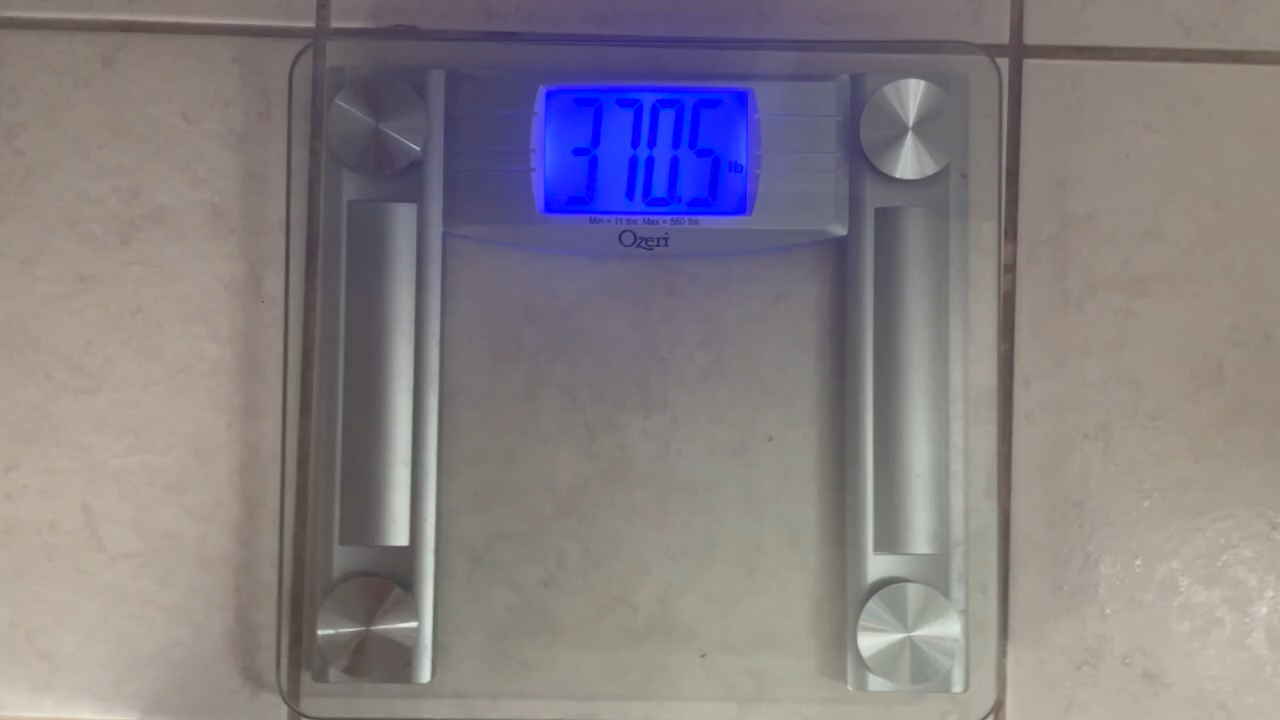 370.5 lb
Min = 11 lbs Max = 560 lbs
Ozeri